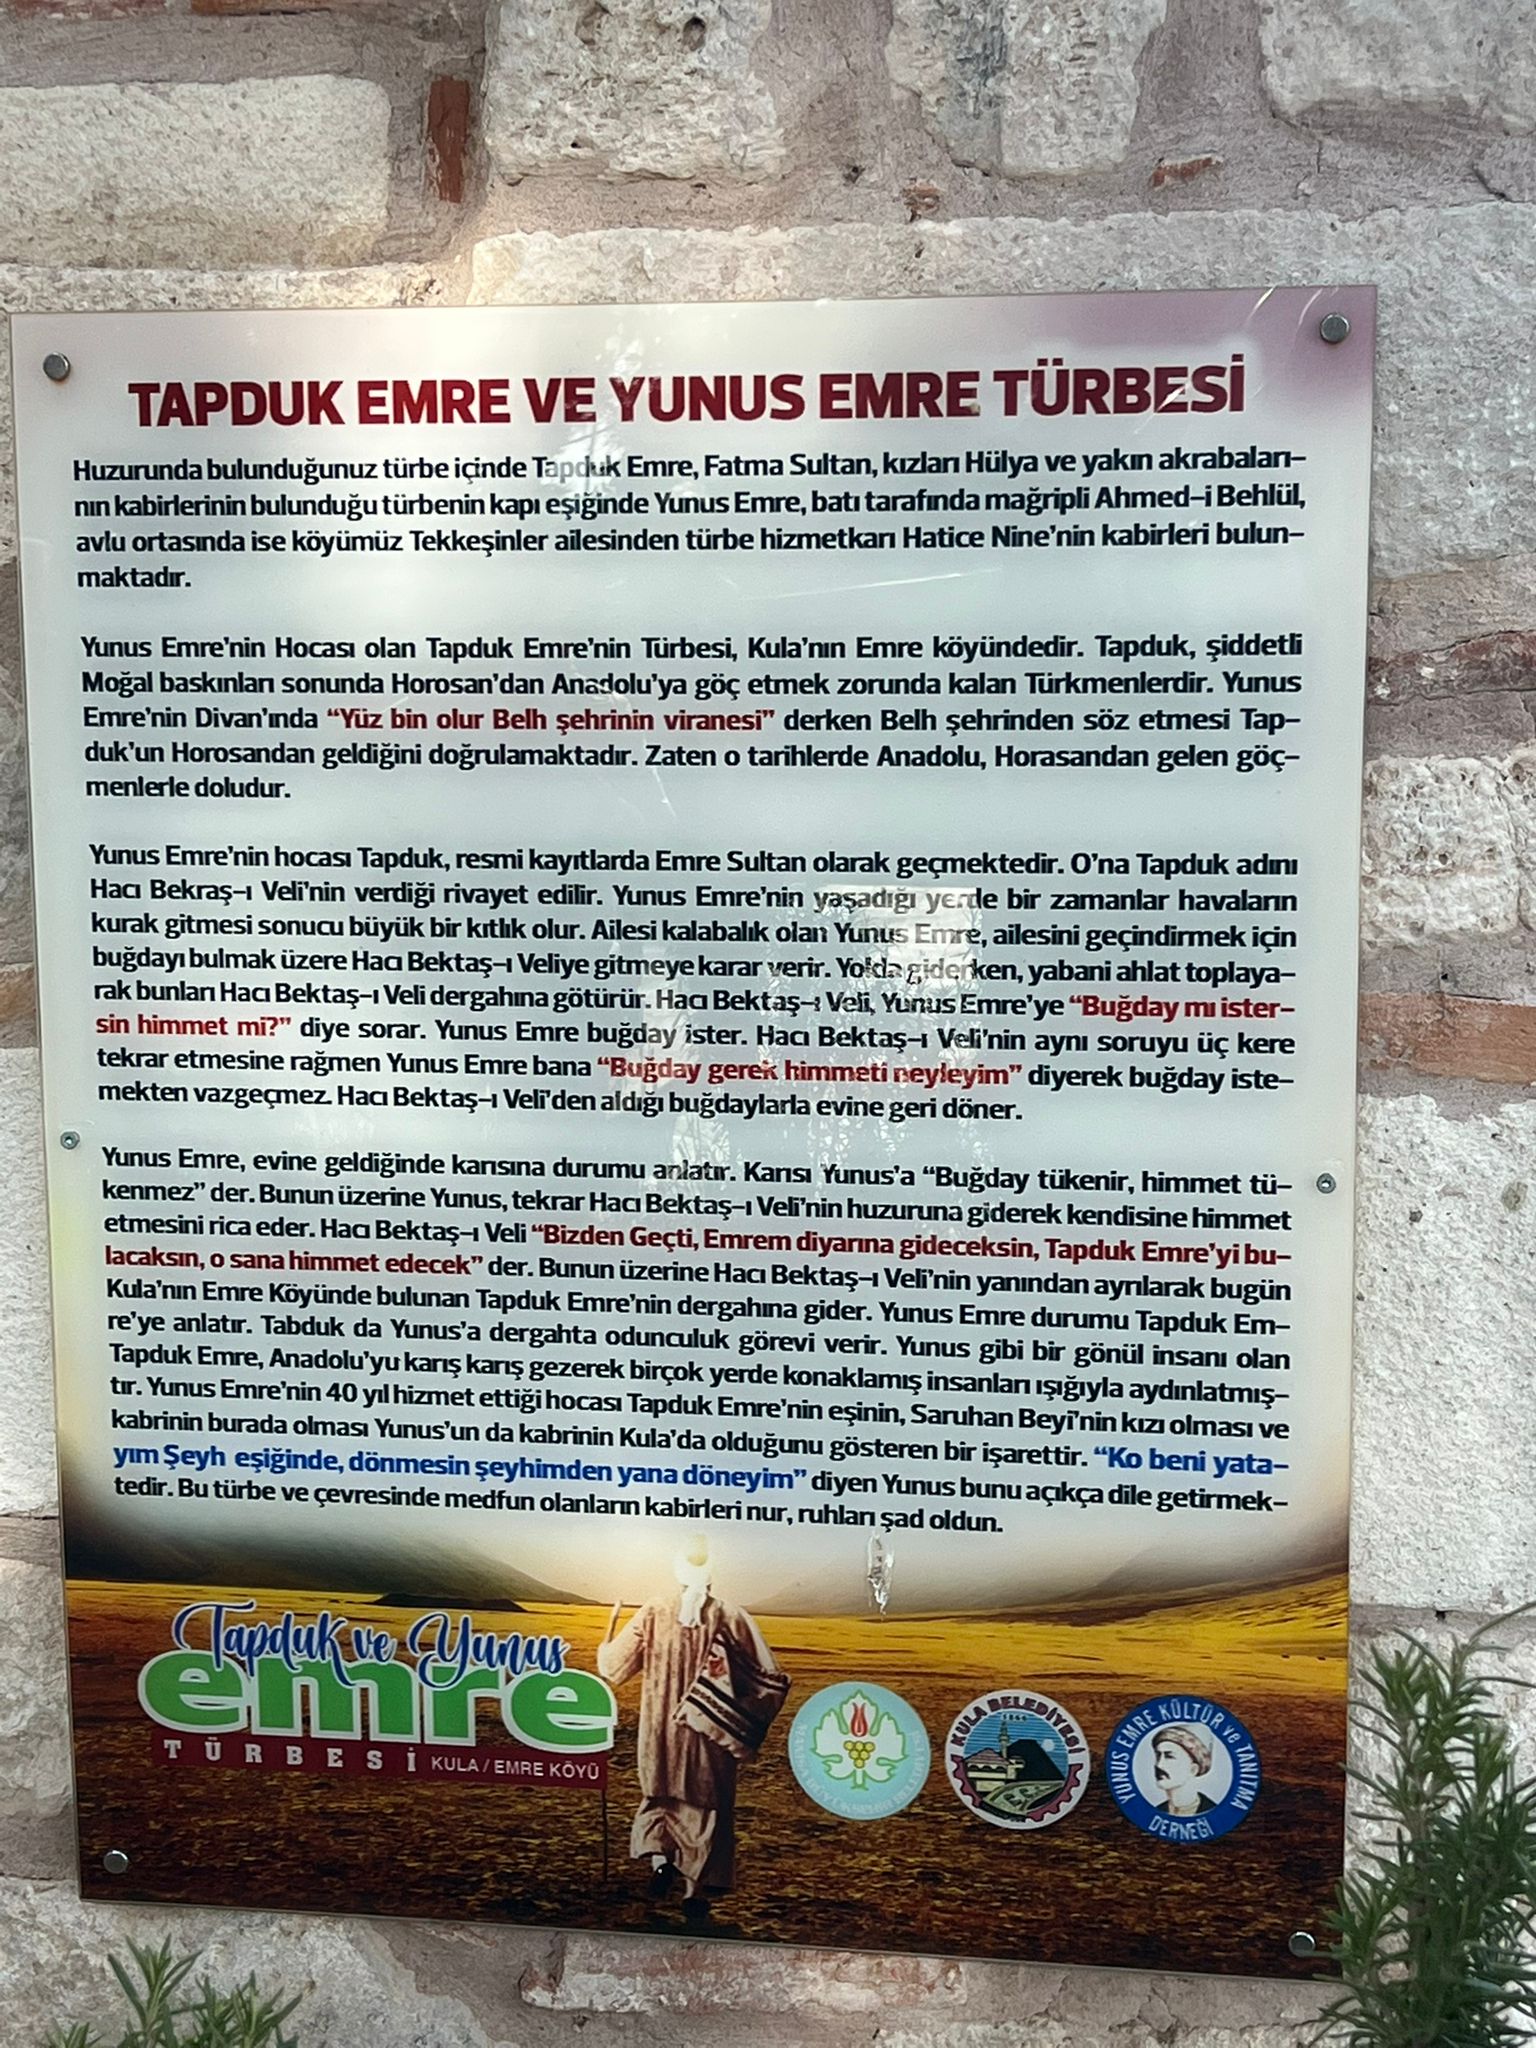 TAPDUK EMRE VE YUNUS EMRE TÜRBESİ
Huzurunda bulunduğunuz türbe içinde Tapduk Emre, Fatma Sultan, kızları Hülya ve yakın akrabaları-
nın kabirlerinin bulunduğu türbenin kapı eşiğinde Yunus Emre, batı tarafında mağripli Ahmed-i Behlül,
avlu ortasında ise köyümüz Tekkeşinler ailesinden türbe hizmetkarı Hatice Nine'nin kabirleri bulun-
maktadır.
Yunus Emre'nin Hocası olan Tapduk Emre'nin Türbesi, Kula'nın Emre köyündedir. Tapduk, şiddetli
Moğal baskınları sonunda Horosan'dan Anadolu'ya göç etmek zorunda kalan Türkmenlerdir. Yunus
Emre'nin Divan'ında “Yüz bin olur Belh şehrinin viranesi” derken Belh şehrinden söz etmesi Tap-
duk'un Horosandan geldiğini doğrulamaktadır. Zaten o tarihlerde Anadolu, Horasandan gelen göç-
menlerle doludur.
Yunus Emre'nin hocası Tapduk, resmi kayıtlarda Emre Sultan olarak geçmektedir. O'na Tapduk adını
Hacı Bekraş-ı Veli'nin verdiği rivayet edilir. Yunus Emre'nin yaşadığı yerde bir zamanlar havaların
kurak gitmesi sonucu büyük bir kıtlık olur. Ailesi kalabalık olan Yunus Emre, ailesini geçindirmek için
buğdayı bulmak üzere Hacı Bektaş-ı Veliye gitmeye karar verir. Yolda giderken, yabani ahlat toplaya-
rak bunları Hacı Bektaş-ı Veli dergahına götürür. Hacı Bektaş-ı Veli, Yunus Emre'ye “Buğday mı ister-
sin himmet mi?” diye sorar. Yunus Emre buğday ister. Hacı Bektaş-ı Veli'nin aynı soruyu üç kere
tekrar etmesine rağmen Yunus Emre bana “Buğday gerek himmeti neyleyim” diyerek buğday iste-
mekten vazgeçmez. Hacı Bektaş-ı Veli'den aldığı buğdaylarla evine geri döner.
Yunus Emre, evine geldiğinde karısına durumu anlatır. Karısı Yunus'a “Buğday tükenir, himmet tü-
kenmez” der. Bunun üzerine Yunus, tekrar Hacı Bektaş-ı Veli'nin huzuruna giderek kendisine himmet
etmesini rica eder. Hacı Bektaş-ı Veli “Bizden Geçti, Emrem diyarına gideceksin, Tapduk Emre'yi bu-
lacaksın, o sana himmet edecek” der. Bunun üzerine Hacı Bektaş-ı Veli'nin yanından ayrılarak bugün
Kula'nın Emre Köyünde bulunan Tapduk Emre'nin dergahına gider. Yunus Emre durumu Tapduk Em-
re'ye anlatır. Tabduk da Yunus'a dergahta odunculuk görevi verir. Yunus gibi bir gönül insanı olan
Tapduk Emre, Anadolu'yu karış karış gezerek birçok yerde konaklamış insanları ışığıyla aydınlatmış-
tır. Yunus Emre'nin 40 yıl hizmet ettiği hocası Tapduk Emre'nin eşinin, Saruhan Beyi'nin kızı olması ve
kabrinin burada olması Yunus'un da kabrinin Kula'da olduğunu gösteren bir işarettir. “Ko beni yata-
yım Şeyh eşiğinde, dönmesin şeyhimden yana döneyim” diyen Yunus bunu açıkça dile getirmek-
tedir. Bu türbe ve çevresinde medfun olanların kabirleri nur, ruhları şad oldun.
Tapduk ve Yunus
emre
TÜRBESİ KULA / EMRE KÖYÜ
KULA BELEDİYESİ
YUNUS EMRE KÜLTÜR ve TANITMA
DERNEĞİ